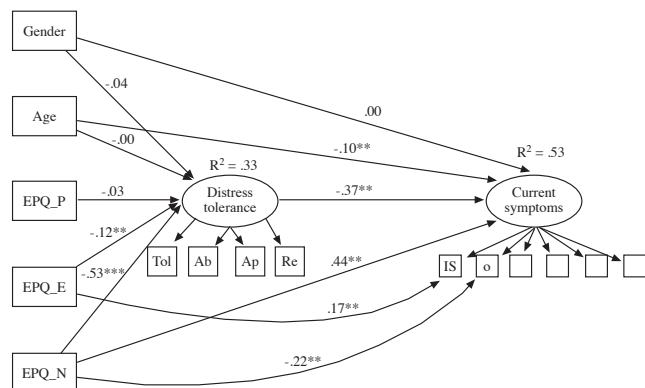 Gender
-.04
.00
Age
-.00
-.10**
R² = .33
R² = .53
EPQ_P
-.03
Distress
tolerance
-.37**
Current
symptoms
-.12**
Tol
Ab
Ap
Re
.44**
IS
o
-.53***
EPQ_E
.17**
-.22**
EPQ_N